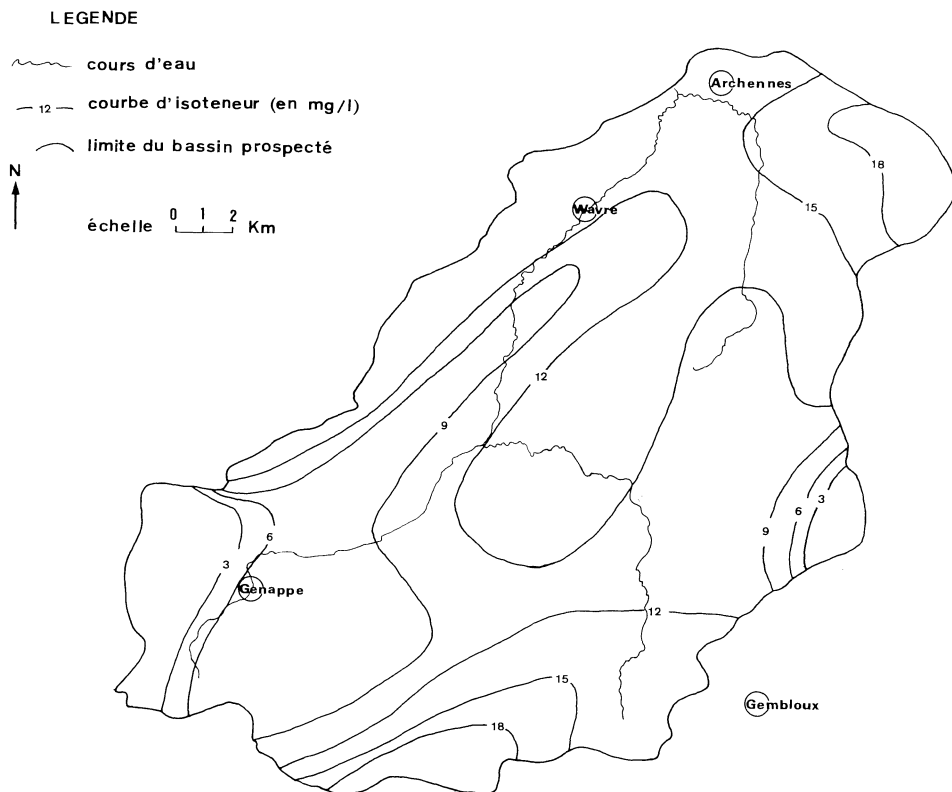 LEGENDE
cours d'eau
12 courbe d'isoteneur (en mg/l)
limite du bassin prospecté
N
échelle 0 1 2 Km
Archennes
18
Wavre
15
12
9
3
6
9
6
3
Genappe
12
15
Gembloux
18